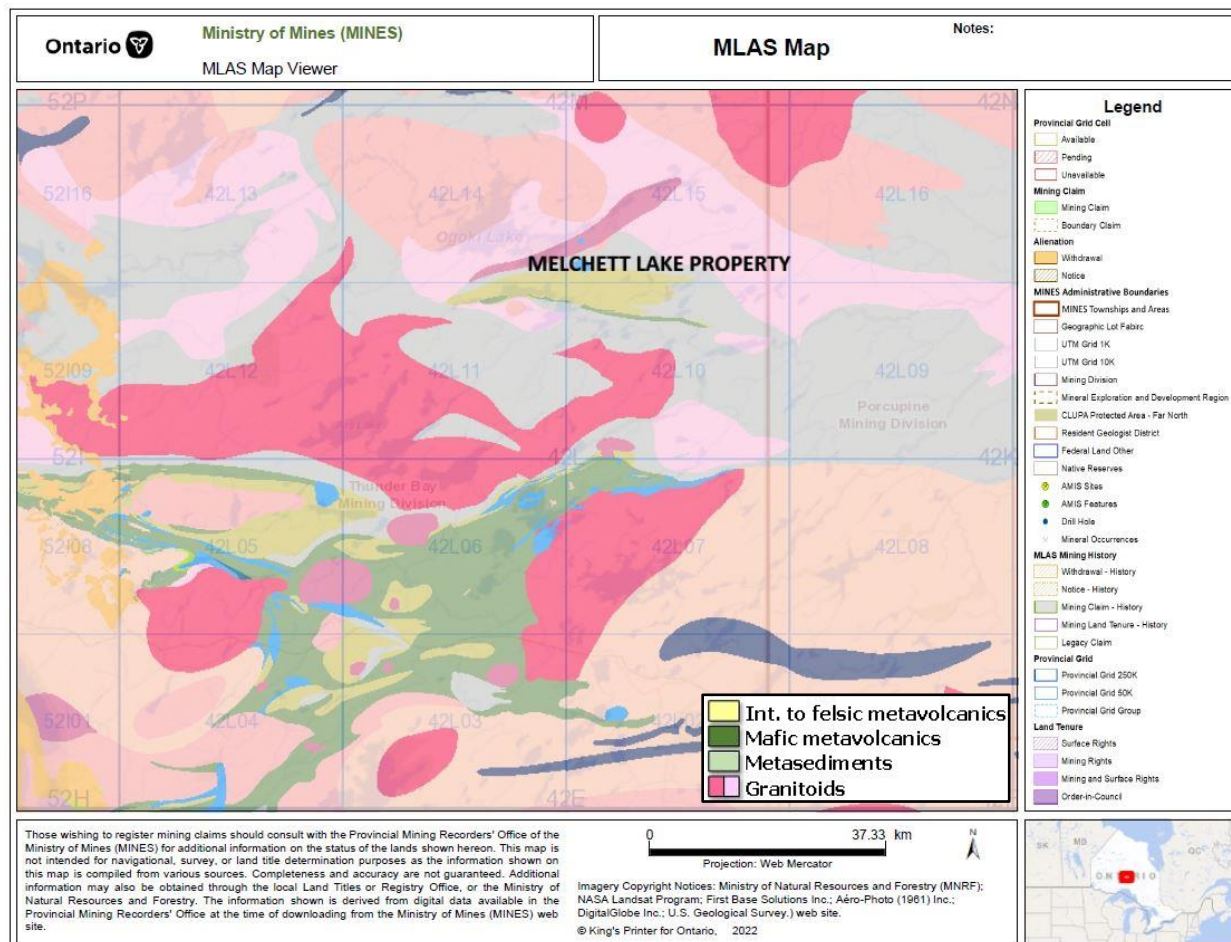 Ontario
Ministry of Mines (MINES)
MLAS Map Viewer
MLAS Map
Notes:
52P
42M
42N
52I16
42L13
42L14
42L15
42L16
Ogoki Lake
MELCHETT LAKE PROPERTY
52I09
42L12
42L11
42L10
42L09
Porcupine
Mining Division
52I
42L
42K
Thunder Bay
Mining Division
52I08
42L05
42L06
42L07
42L08
52I01
42L04
42L03
52H
42E
Int. to felsic metavolcanics
Mafic metavolcanics
Metasediments
Granitoids
Legend
Provincial Grid Cell
Available
Pending
Unavailable
Mining Claim
Mining Claim
Boundary Claim
Alienation
Withdrawal
Notice
MINES Administrative Boundaries
MINES Townships and Areas
Geographic Lot Fabirc
UTM Grid 1K
UTM Grid 10K
Mining Division
Mineral Exploration and Development Region
CLUPA Protected Area - Far North
Resident Geologist District
Federal Land Other
Native Reserves
AMIS Sites
AMIS Features
Drill Hole
Mineral Occurrences
MLAS Mining History
Withdrawal - History
Notice - History
Mining Claim - History
Mining Land Tenure - History
Legacy Claim
Provincial Grid
Provincial Grid 250K
Provincial Grid 50K
Provincial Grid Group
Land Tenure
Surface Rights
Mining Rights
Mining and Surface Rights
Order-in-Council
Those wishing to register mining claims should consult with the Provincial Mining Recorders' Office of the
Ministry of Mines (MINES) for additional information on the status of the lands shown hereon. This map is
not intended for navigational, survey, or land title determination purposes as the information shown on
this map is compiled from various sources. Completeness and accuracy are not guaranteed. Additional
information may also be obtained through the local Land Titles or Registry Office, or the Ministry of
Natural Resources and Forestry. The information shown is derived from digital data available in the
Provincial Mining Recorders' Office at the time of downloading from the Ministry of Mines (MINES) web
site.
0 37.33 km
N
Projection: Web Mercator
Imagery Copyright Notices: Ministry of Natural Resources and Forestry (MNRF);
NASA Landsat Program; First Base Solutions Inc.; Aéro-Photo (1961) Inc.;
DigitalGlobe Inc.; U.S. Geological Survey.) web site.
© King's Printer for Ontario, 2022
SK
MB
ONTARIO
QC